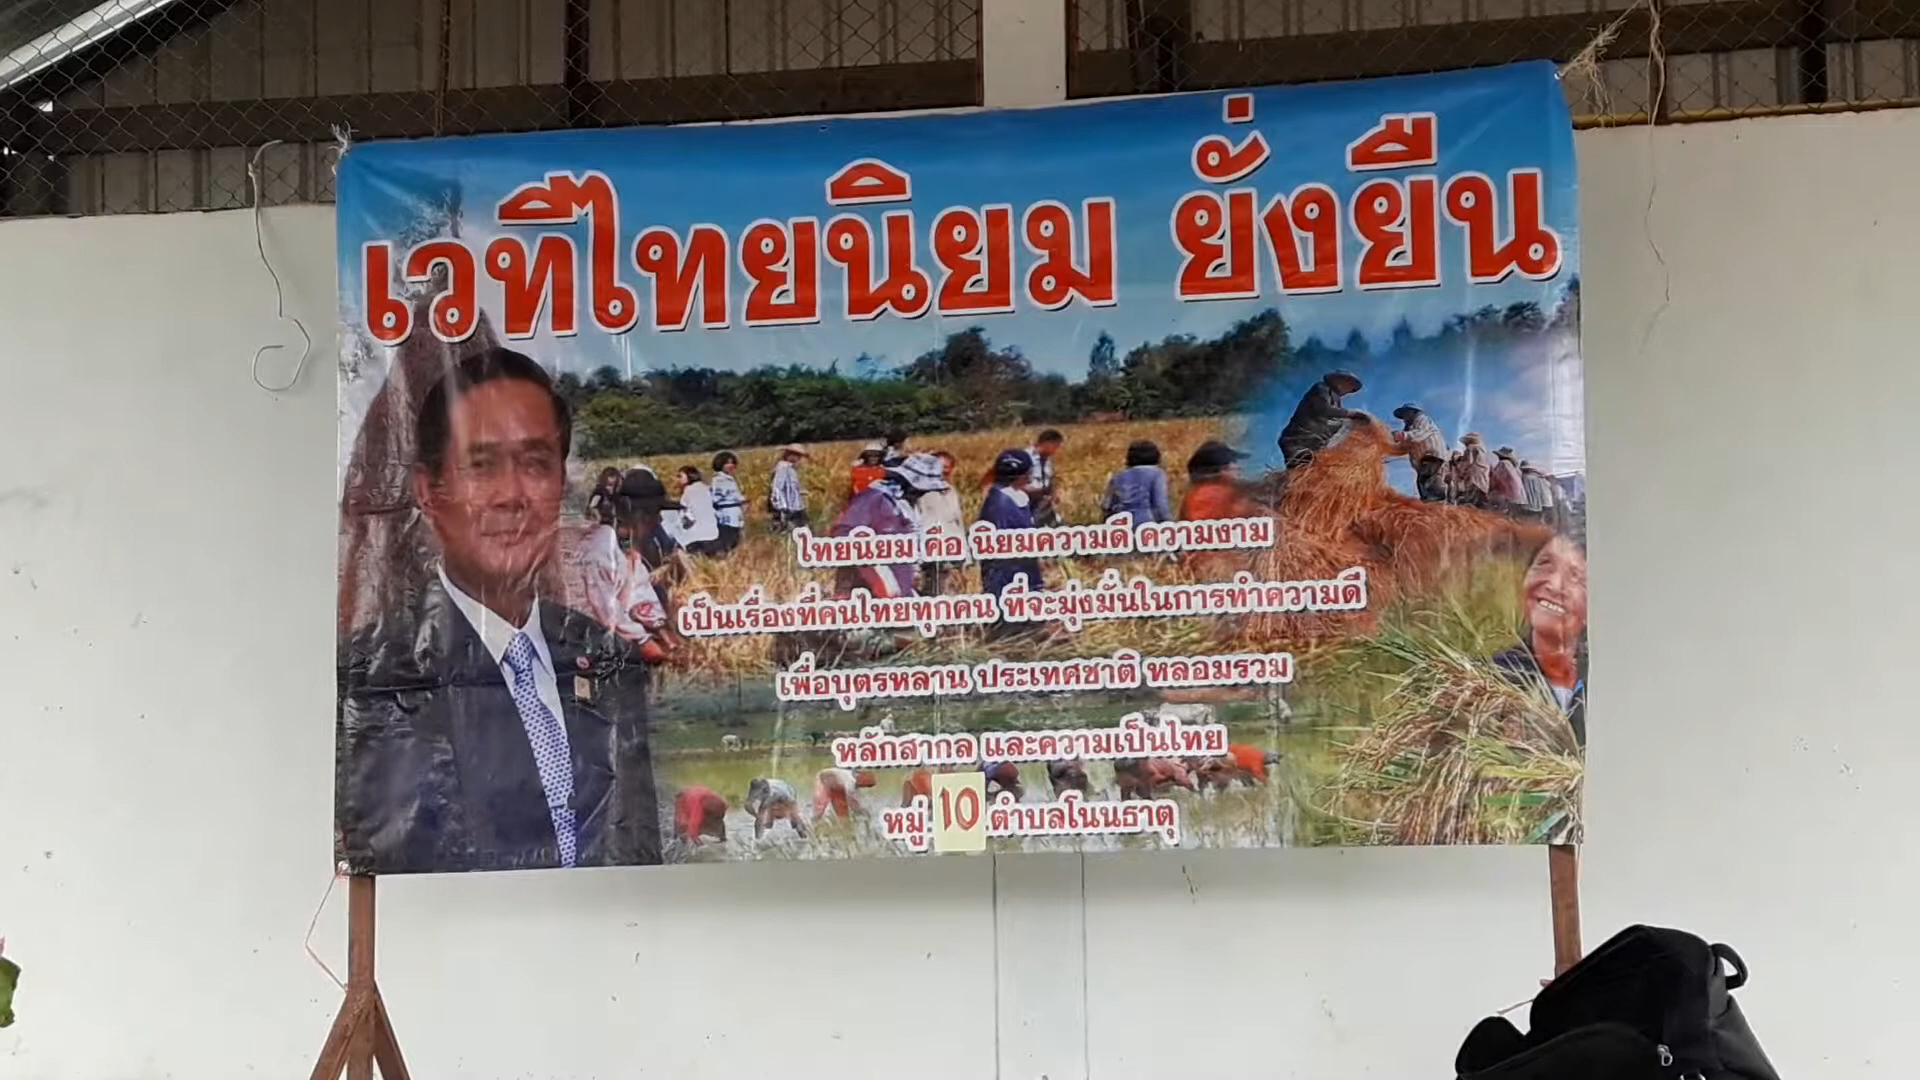 เวทีไทยนิยม ยั่งยืน
ไทยนิยม คือ นิยมความดี ความงาม
เป็นเรื่องที่คนไทยทุกคน ที่จะมุ่งมั่นในการทำความดี
เพื่อบุตรหลาน ประเทศชาติ หลอมรวม
หลักสากล และความเป็นไทย
หมู่ 10 ตำบลโนนธาตุ